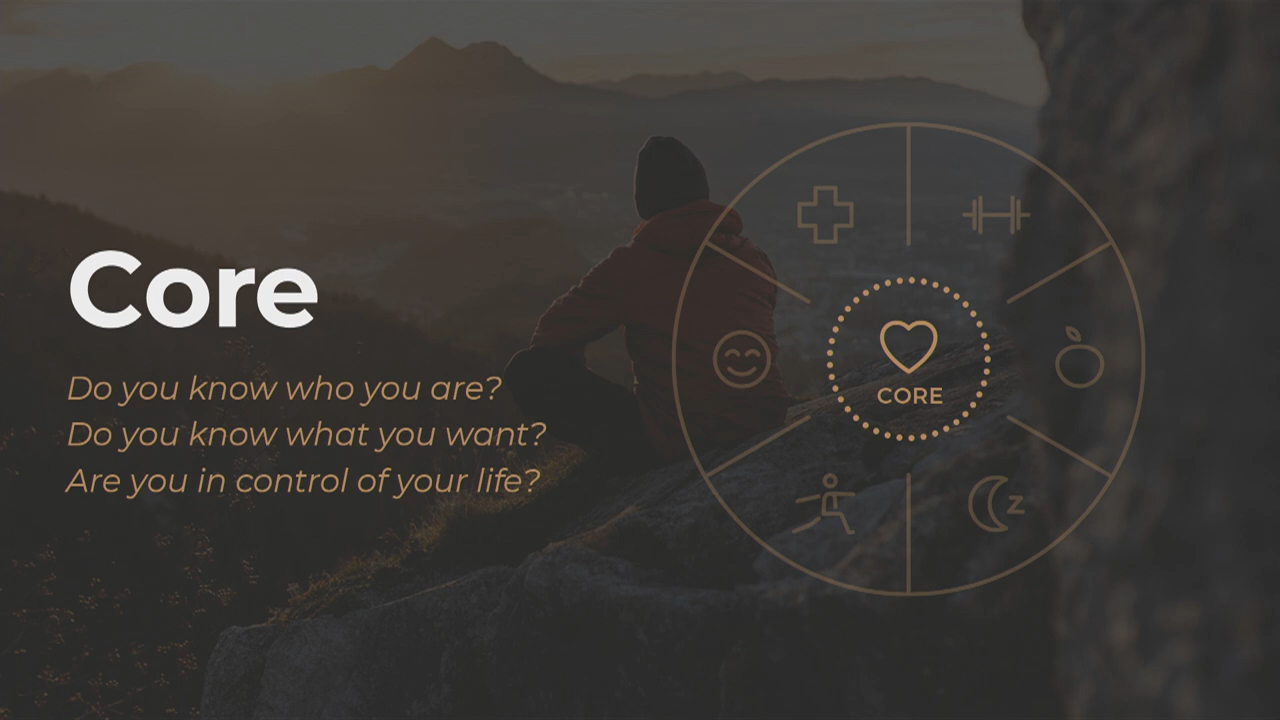 Core
Do you know who you are?
Do you know what you want?
Are you in control of your life?
CORE
z